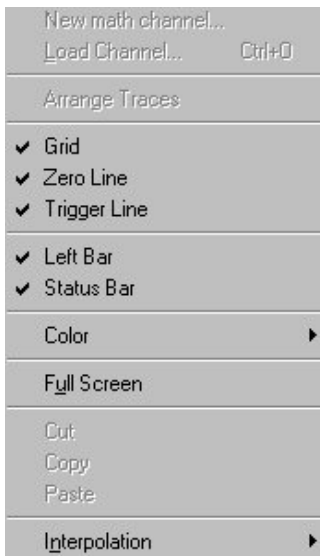 New math channel...
Load Channel... Ctrl+O
Arrange Traces
Grid
Zero Line
Trigger Line
Left Bar
Status Bar
Color
Full Screen
Cut
Copy
Paste
Interpolation